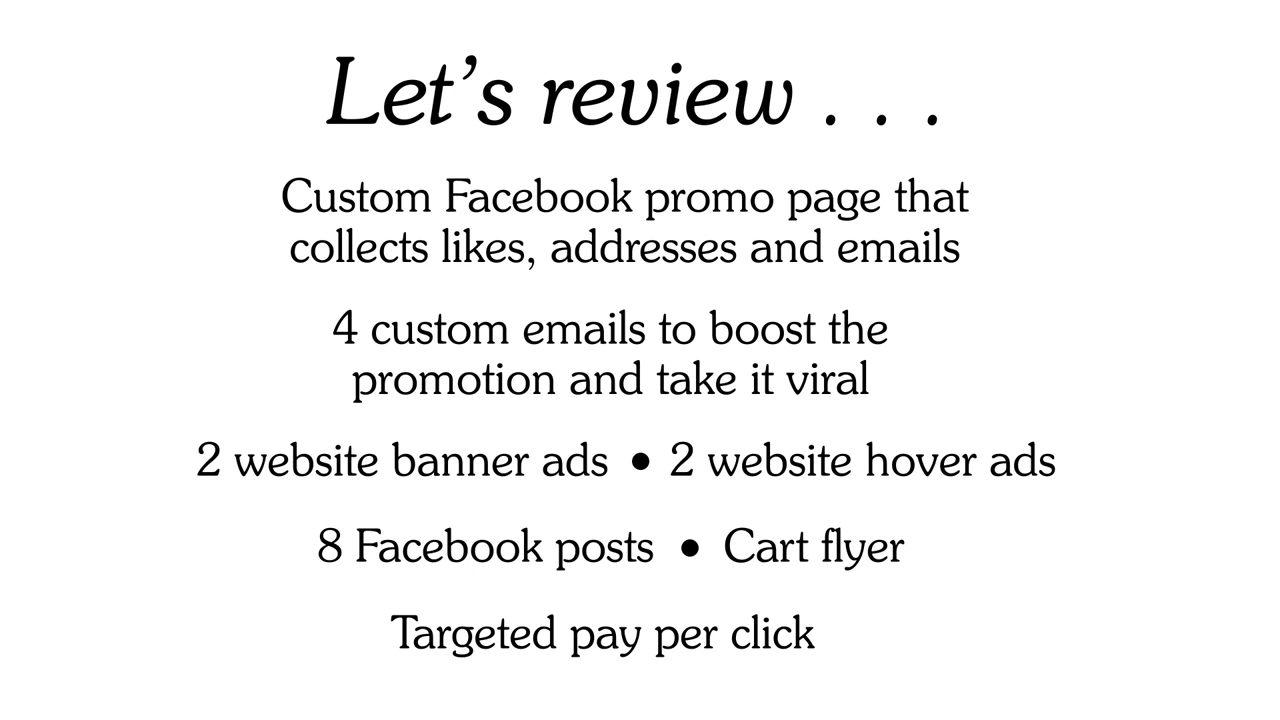 Let’s review . . .
Custom Facebook promo page that
collects likes, addresses and emails
4 custom emails to boost the
promotion and take it viral
2 website banner ads • 2 website hover ads
8 Facebook posts • Cart flyer
Targeted pay per click